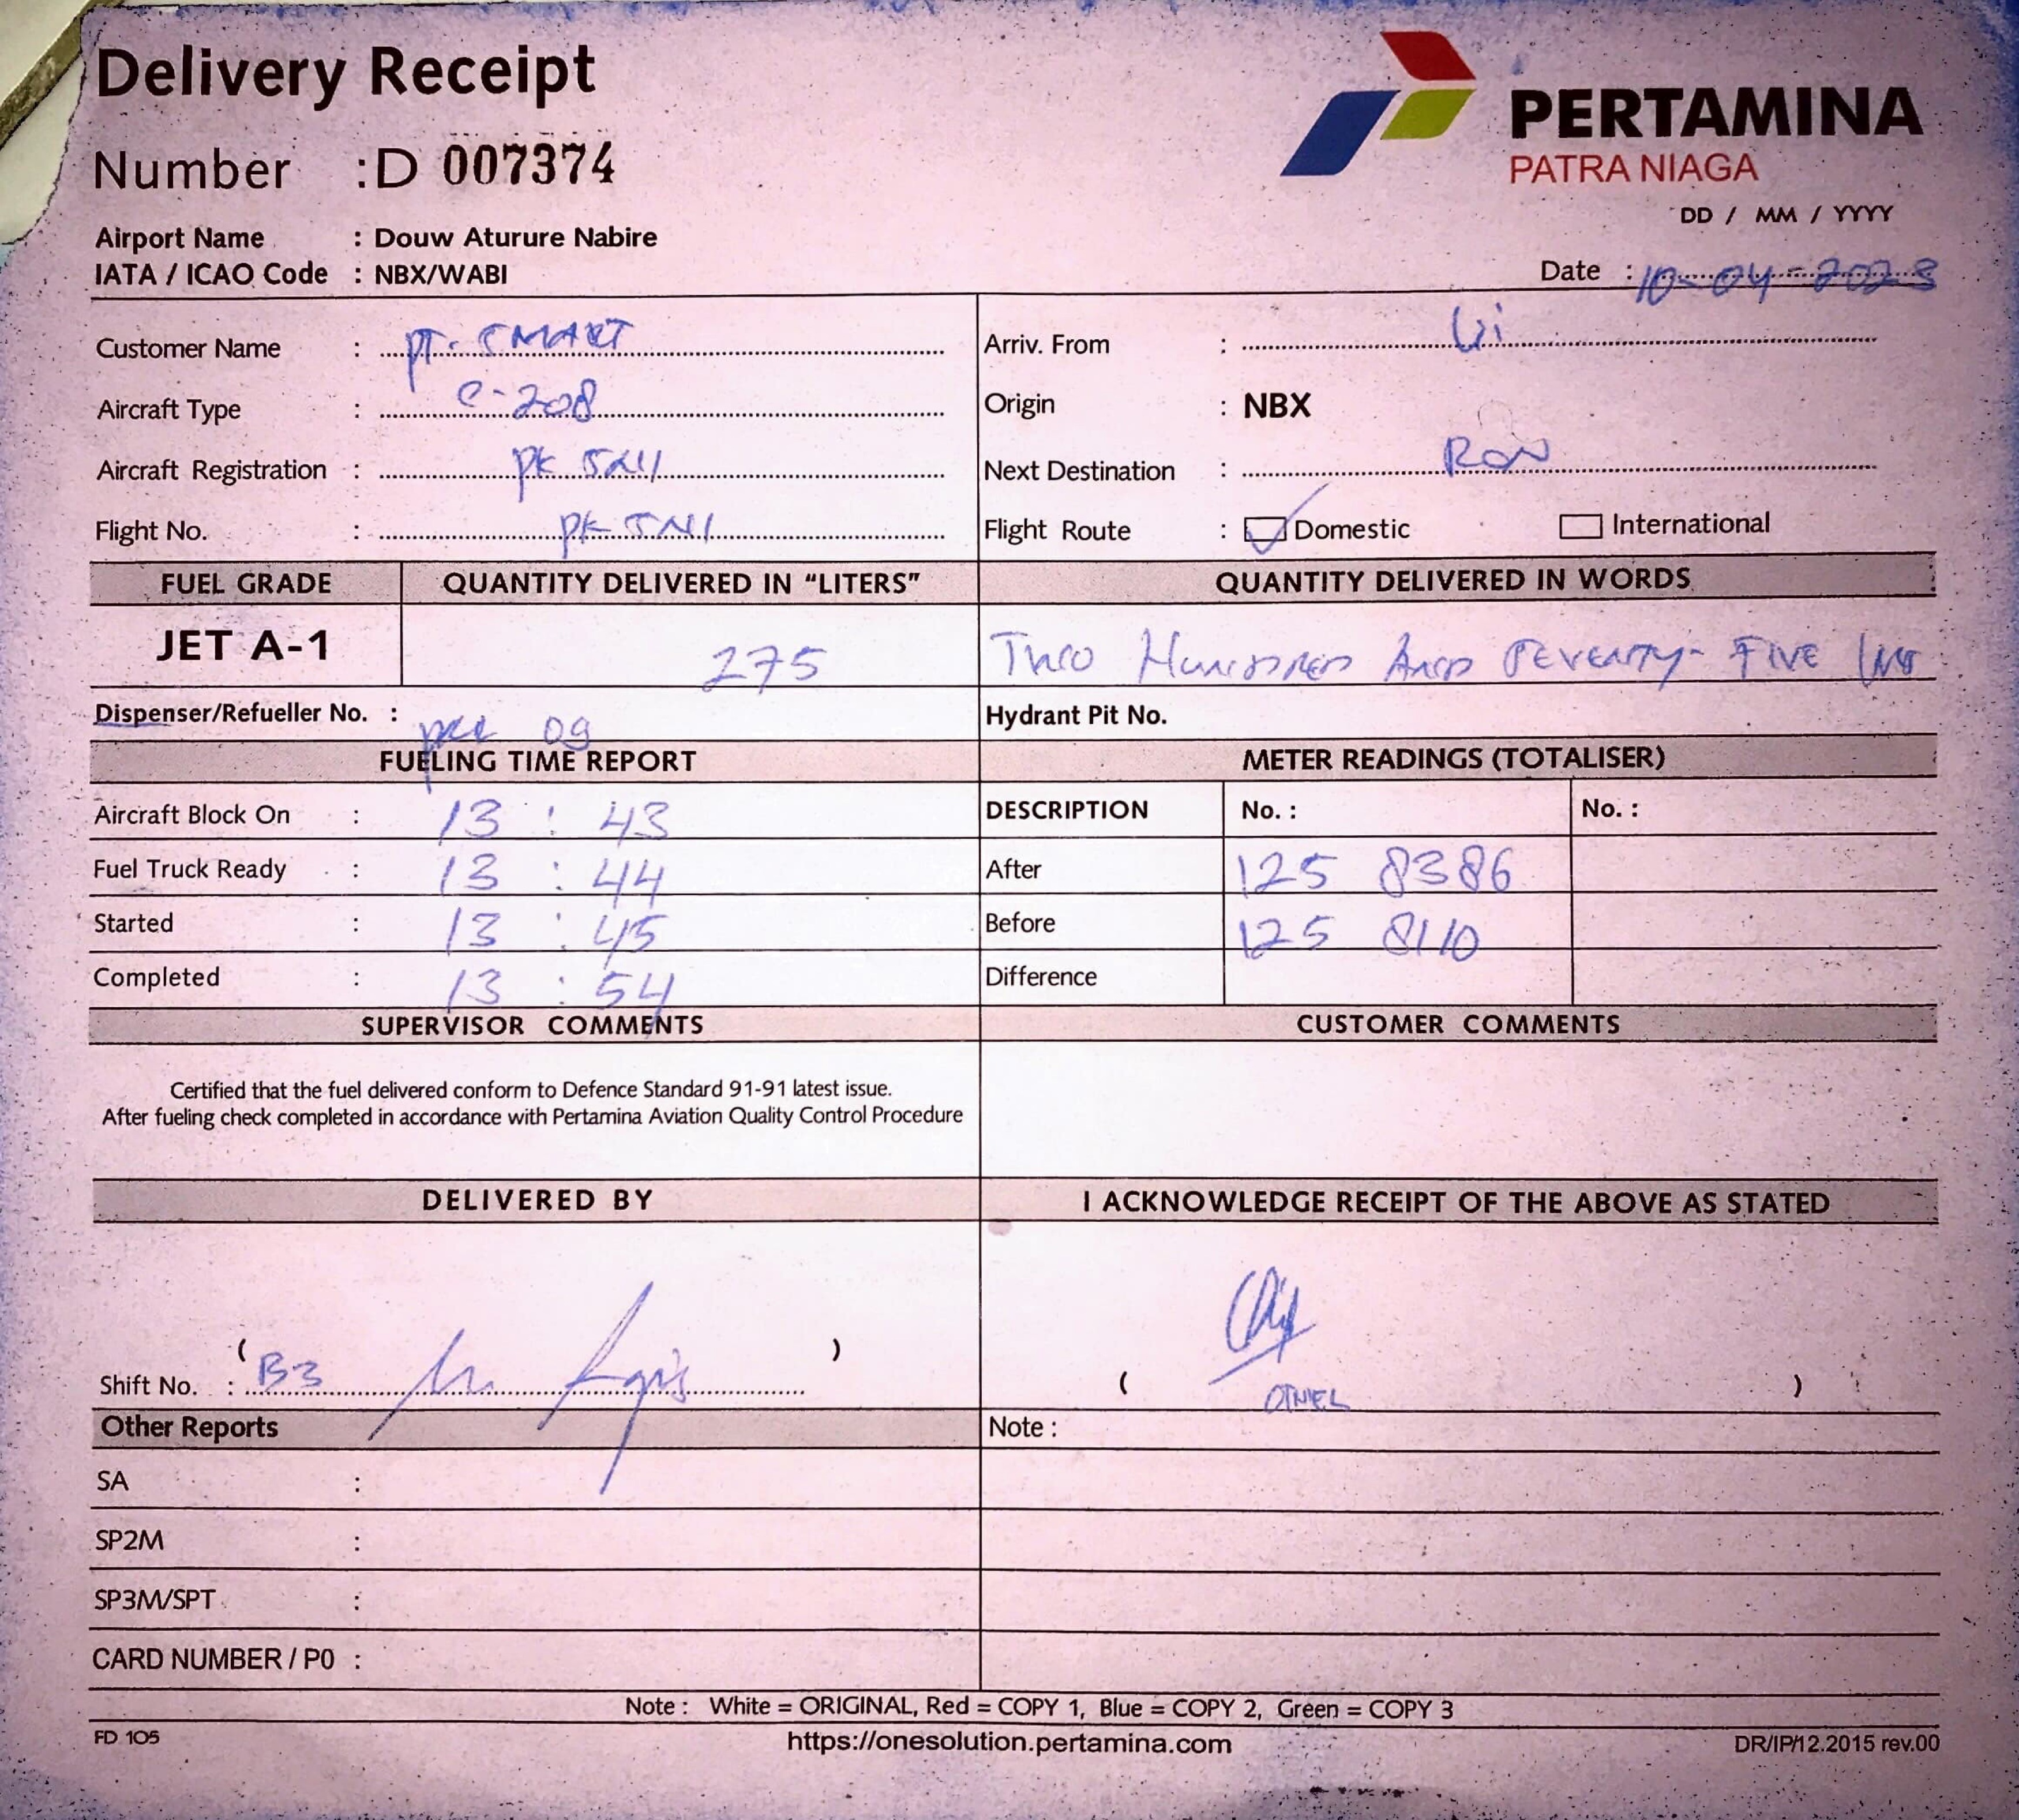 Delivery Receipt
PERTAMINA
PATRA NIAGA
Number : D 007374
DD / MM / YYYY
Airport Name : Douw Aturure Nabire
IATA / ICAO Code : NBX/WABI
Date : 10-04-2023
Customer Name : PT. SMART
Arriv. From :
Aircraft Type : C-208
Origin : NBX
Aircraft Registration : PK
Next Destination : RON
Flight No. : PK SNI
Flight Route : Domestic International
FUEL GRADE QUANTITY DELIVERED IN “LITERS” QUANTITY DELIVERED IN WORDS
JET A-1 275 Two Hundred And Seventy-Five
Dispenser/Refueller No. : 09 Hydrant Pit No.
FUELING TIME REPORT METER READINGS (TOTALISER)
Aircraft Block On : 13 : 43 DESCRIPTION No. : No. :
Fuel Truck Ready : 13 : 44 After 125 8386
Started : 13 : 45 Before 125 8110
Completed : 13 : 54 Difference
SUPERVISOR COMMENTS CUSTOMER COMMENTS
Certified that the fuel delivered conform to Defence Standard 91-91 latest issue.
After fueling check completed in accordance with Pertamina Aviation Quality Control Procedure
DELIVERED BY I ACKNOWLEDGE RECEIPT OF THE ABOVE AS STATED
( )
Shift No. : B3
( OTNIEL )
Other Reports Note :
SA :
SP2M :
SP3M/SPT :
CARD NUMBER / P0 :
Note : White = ORIGINAL, Red = COPY 1, Blue = COPY 2, Green = COPY 3
FD 105 https://onesolution.pertamina.com DR/IP/12.2015 rev.00